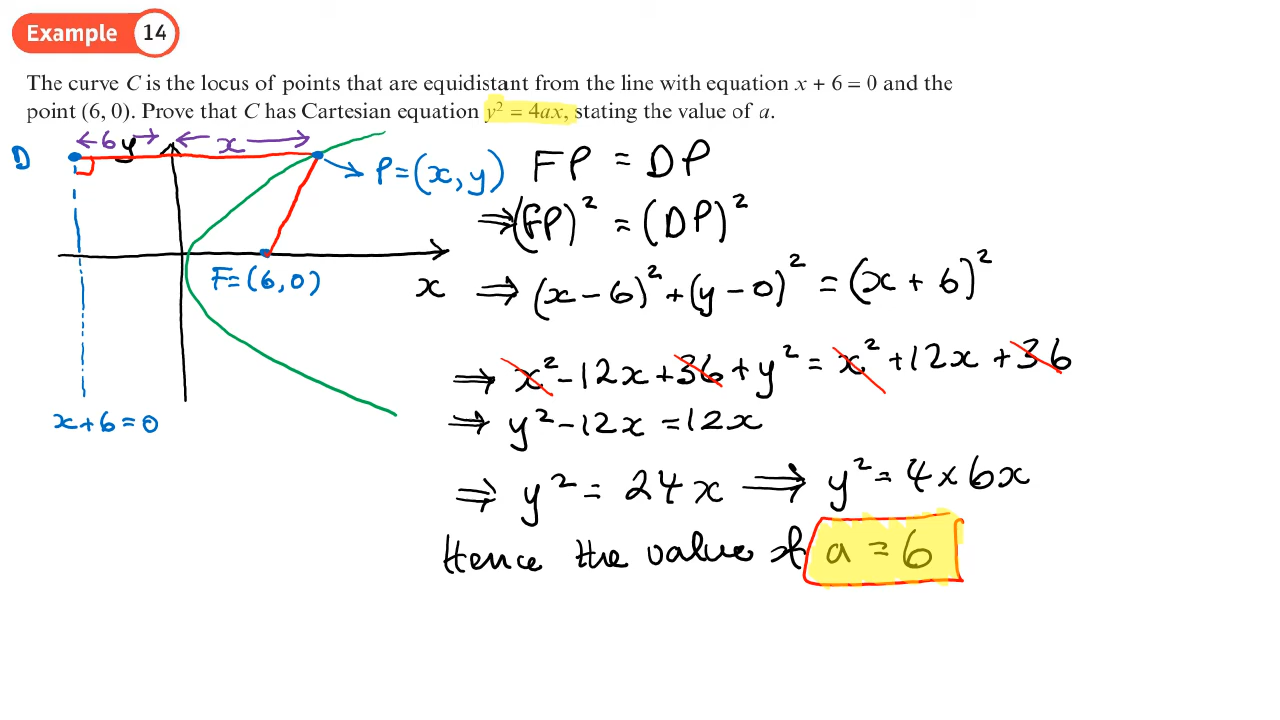 Example 14
The curve C is the locus of points that are equidistant from the line with equation x + 6 = 0 and the
point (6, 0). Prove that C has Cartesian equation y² = 4ax, stating the value of a.
D
6
y
x
P=(x, y)
F=(6,0)
x
x+6=0
FP = DP
⇒(FP)² = (DP)²
⇒ (x - 6)² + (y - 0)² = (x + 6)²
⇒ x² - 12x + 36 + y² = x² + 12x + 36
⇒ y² - 12x = 12x
⇒ y² = 24x ⇒ y² = 4 × 6x
Hence the value of a = 6